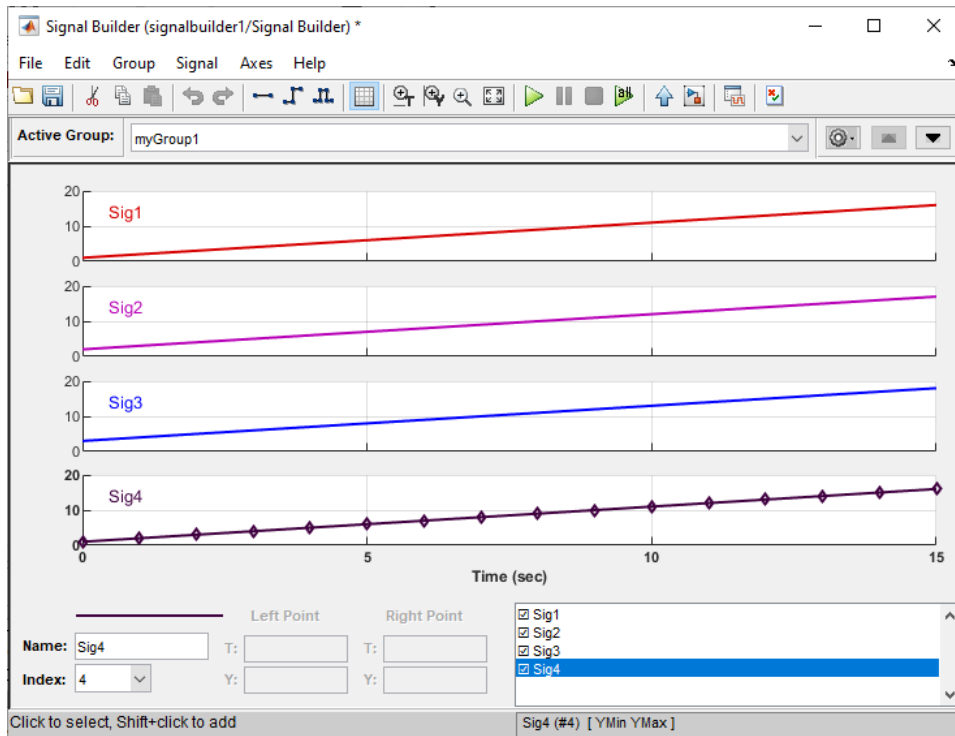 Signal Builder (signalbuilder1/Signal Builder) *
File Edit Group Signal Axes Help
Active Group: myGroup1
20
Sig1
10
0
20
Sig2
10
0
20
Sig3
10
0
20
Sig4
10
0
0 5 10 15
Time (sec)
Left Point Right Point
Name: Sig4 T: T:
Index: 4 Y: Y:
Sig1
Sig2
Sig3
Sig4
Click to select, Shift+click to add Sig4 (#4) [ YMin YMax ]